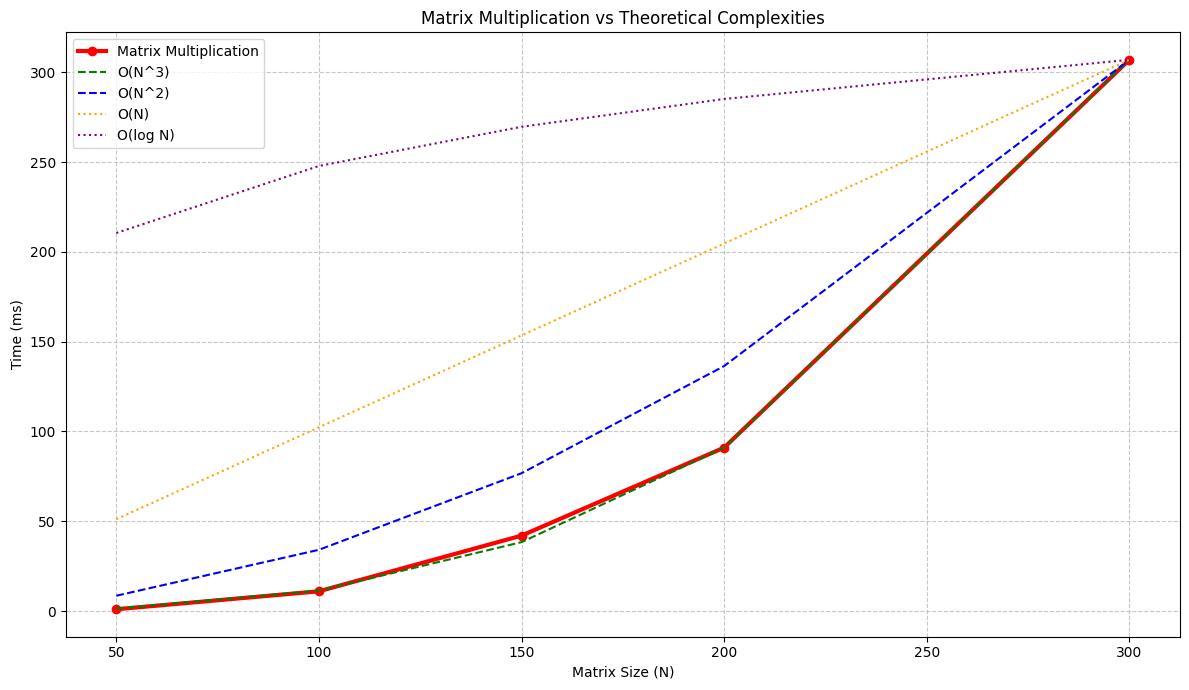 Matrix Multiplication vs Theoretical Complexities
Matrix Multiplication
O(N^3)
O(N^2)
O(N)
O(log N)
Time (ms)
300
250
200
150
100
50
0
50
100
150
200
250
300
Matrix Size (N)